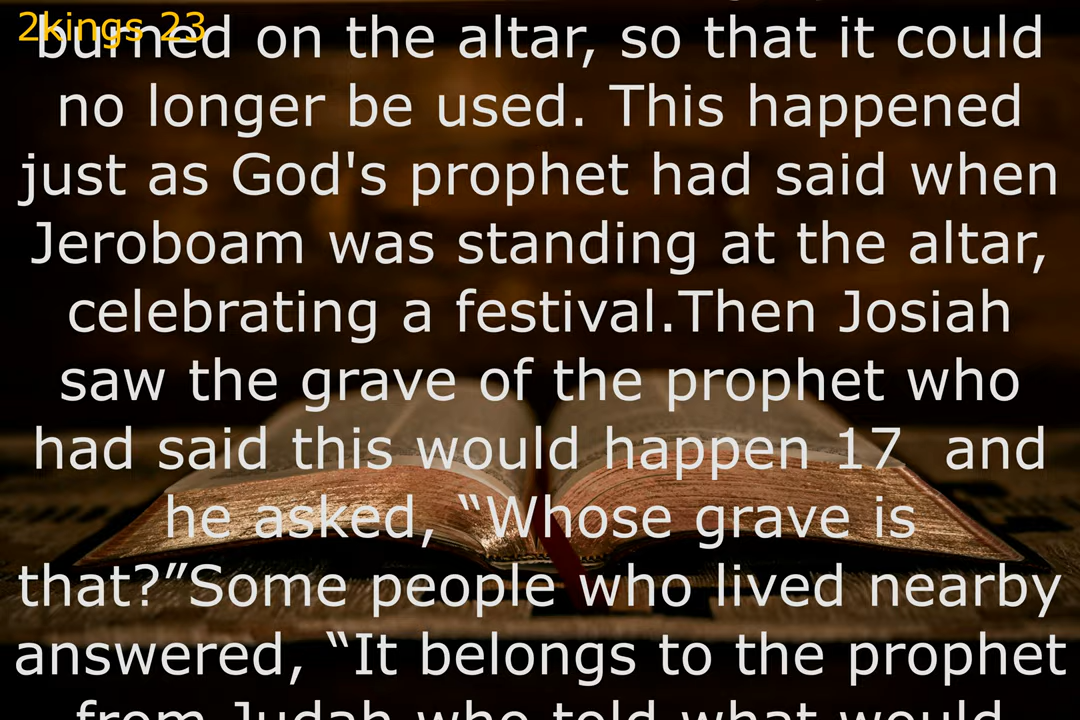 2kings 23
burned on the altar, so that it could
no longer be used. This happened
just as God's prophet had said when
Jeroboam was standing at the altar,
celebrating a festival.Then Josiah
saw the grave of the prophet who
had said this would happen 17  and
he asked, “Whose grave is
that?”Some people who lived nearby
answered, “It belongs to the prophet
from Judah who told what would